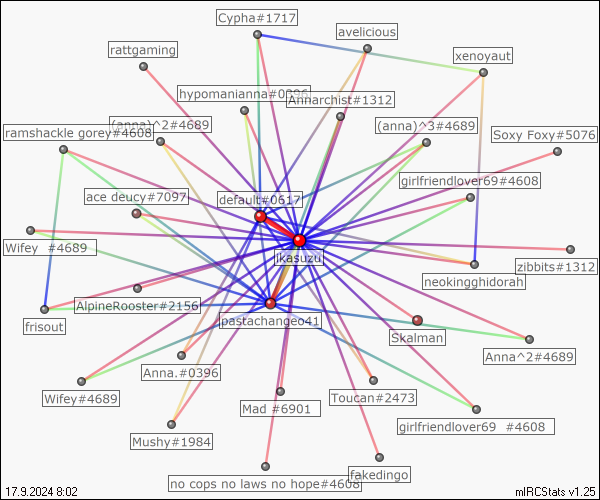 Cypha#1717
avelicious
rattgaming
xenoyaut
hypomanianna#0396
Annarchist#1312
(anna)^2#4689
(anna)^3#4689
ramshackle gorey#4608
Soxy Foxy#5076
girlfriendlover69#4608
ace deucy#7097
default#0617
Wifey  #4689
jkasuzu
zibbits#1312
neokingghidorah
AlpineRooster#2156
frisout
pastachangeo41
Skalman
Anna^2#4689
Anna.#0396
Wifey#4689
Toucan#2473
Mad #6901
girlfriendlover69  #4608
Mushy#1984
fakedingo
no cops no laws no hope#4608
17.9.2024 8:02
mIRCStats v1.25